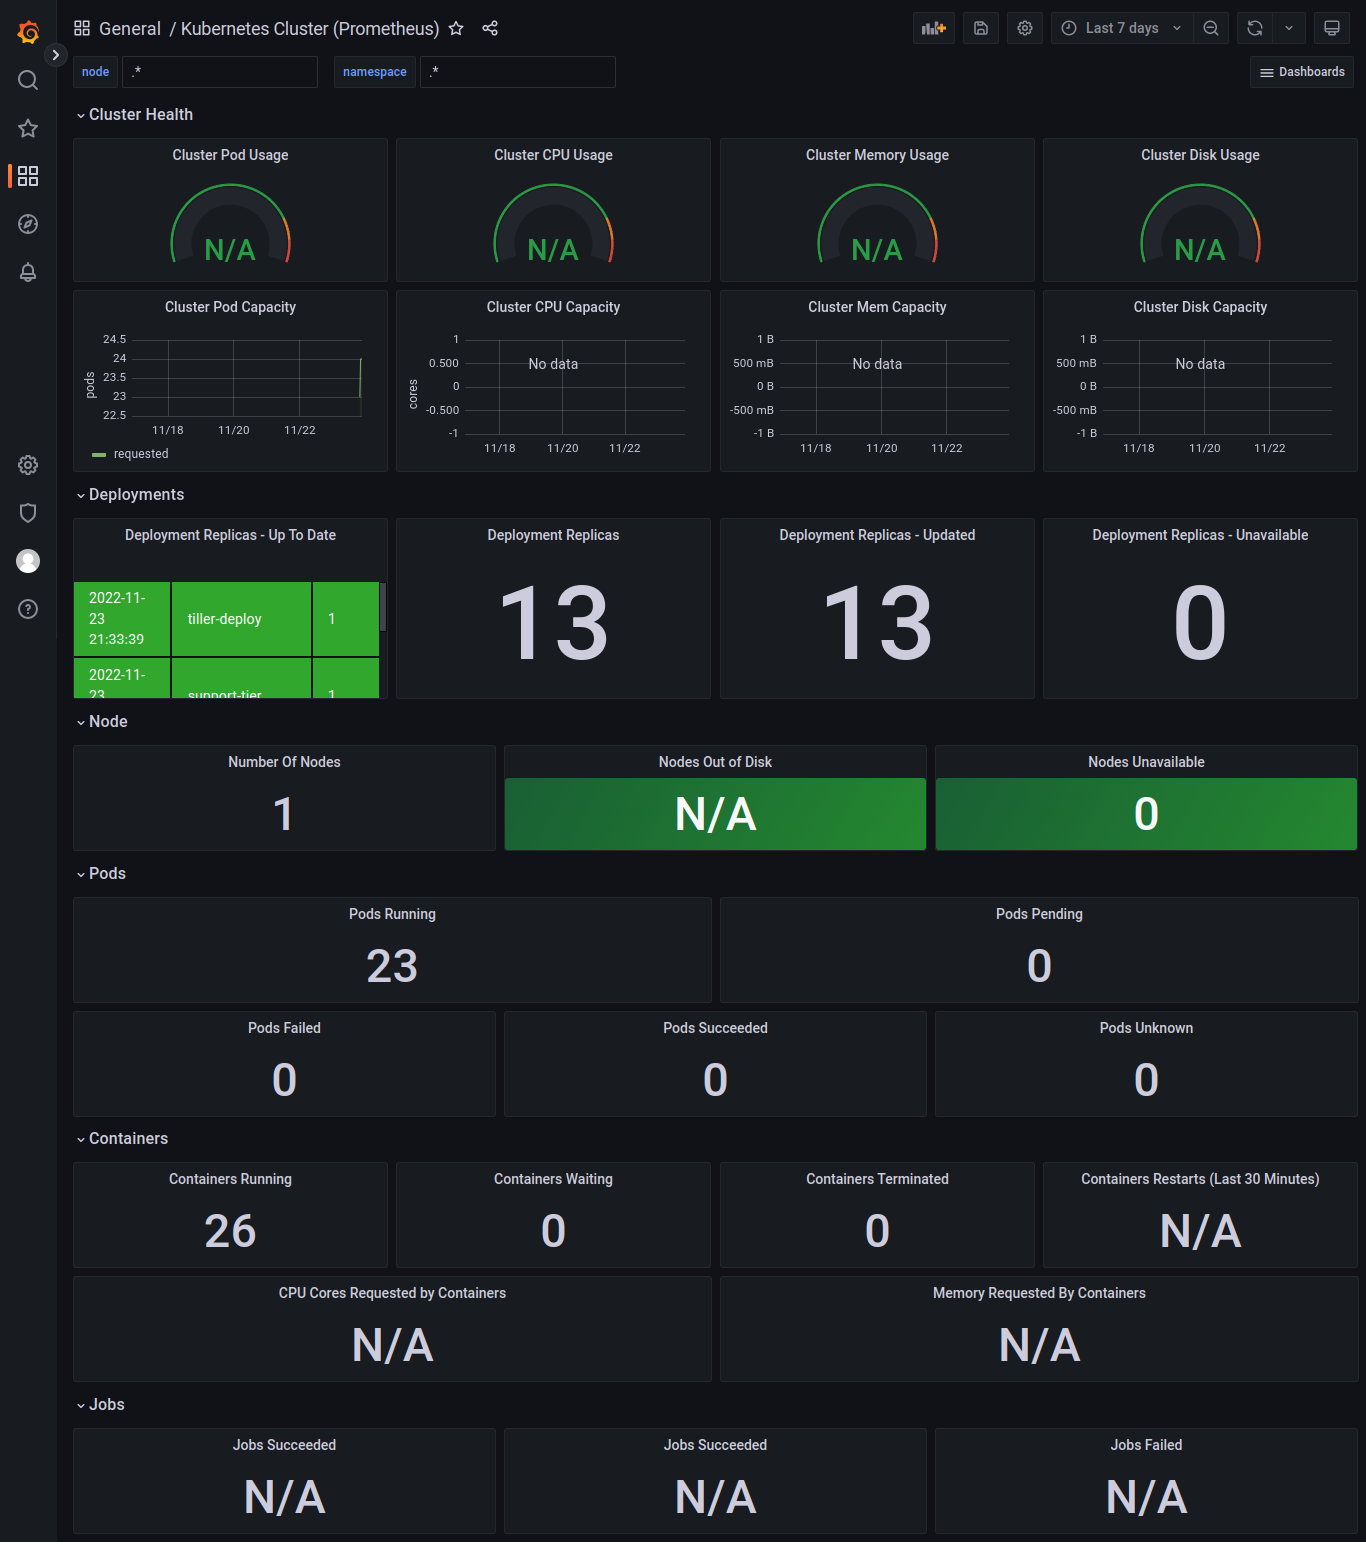 General / Kubernetes Cluster (Prometheus)
Last 7 days
node .* namespace .* Dashboards
Cluster Health
Cluster Pod Usage
N/A
Cluster CPU Usage
N/A
Cluster Memory Usage
N/A
Cluster Disk Usage
N/A
Cluster Pod Capacity
24.5
24
23.5
23
22.5
pods
11/18 11/20 11/22
requested
Cluster CPU Capacity
1
0.500
0
-0.500
-1
cores
No data
11/18 11/20 11/22
Cluster Mem Capacity
1 B
500 mB
0 B
-500 mB
-1 B
No data
11/18 11/20 11/22
Cluster Disk Capacity
1 B
500 mB
0 B
-500 mB
-1 B
No data
11/18 11/20 11/22
Deployments
Deployment Replicas - Up To Date
2022-11-
23
21:33:39
tiller-deploy
1
2022-11-
23
support-tier
1
Deployment Replicas
13
Deployment Replicas - Updated
13
Deployment Replicas - Unavailable
0
Node
Number Of Nodes
1
Nodes Out of Disk
N/A
Nodes Unavailable
0
Pods
Pods Running
23
Pods Pending
0
Pods Failed
0
Pods Succeeded
0
Pods Unknown
0
Containers
Containers Running
26
Containers Waiting
0
Containers Terminated
0
Containers Restarts (Last 30 Minutes)
N/A
CPU Cores Requested by Containers
N/A
Memory Requested By Containers
N/A
Jobs
Jobs Succeeded
N/A
Jobs Succeeded
N/A
Jobs Failed
N/A